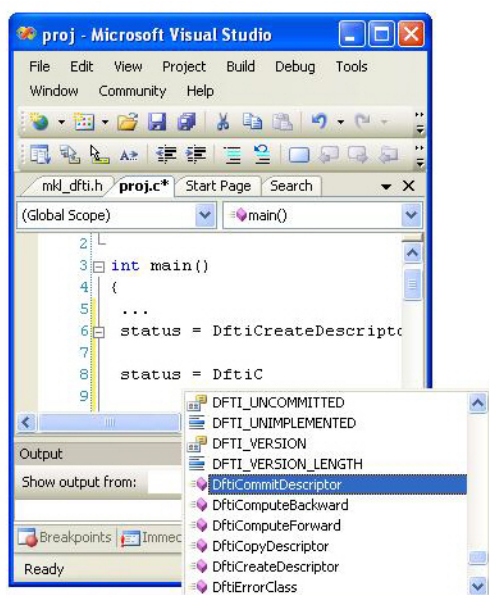 proj - Microsoft Visual Studio
File Edit View Project Build Debug Tools
Window Community Help
mkl_dfti.h proj.c* Start Page Search
(Global Scope) main()
2
3 int main()
4 {
5 ...
6 status = DftiCreateDescripto
7
8 status = DftiC
9
DFTI_UNCOMMITTED
DFTI_UNIMPLEMENTED
DFTI_VERSION
DFTI_VERSION_LENGTH
DftiCommitDescriptor
DftiComputeBackward
DftiComputeForward
DftiCopyDescriptor
DftiCreateDescriptor
DftiErrorClass
Output
Show output from:
Breakpoints Immec
Ready